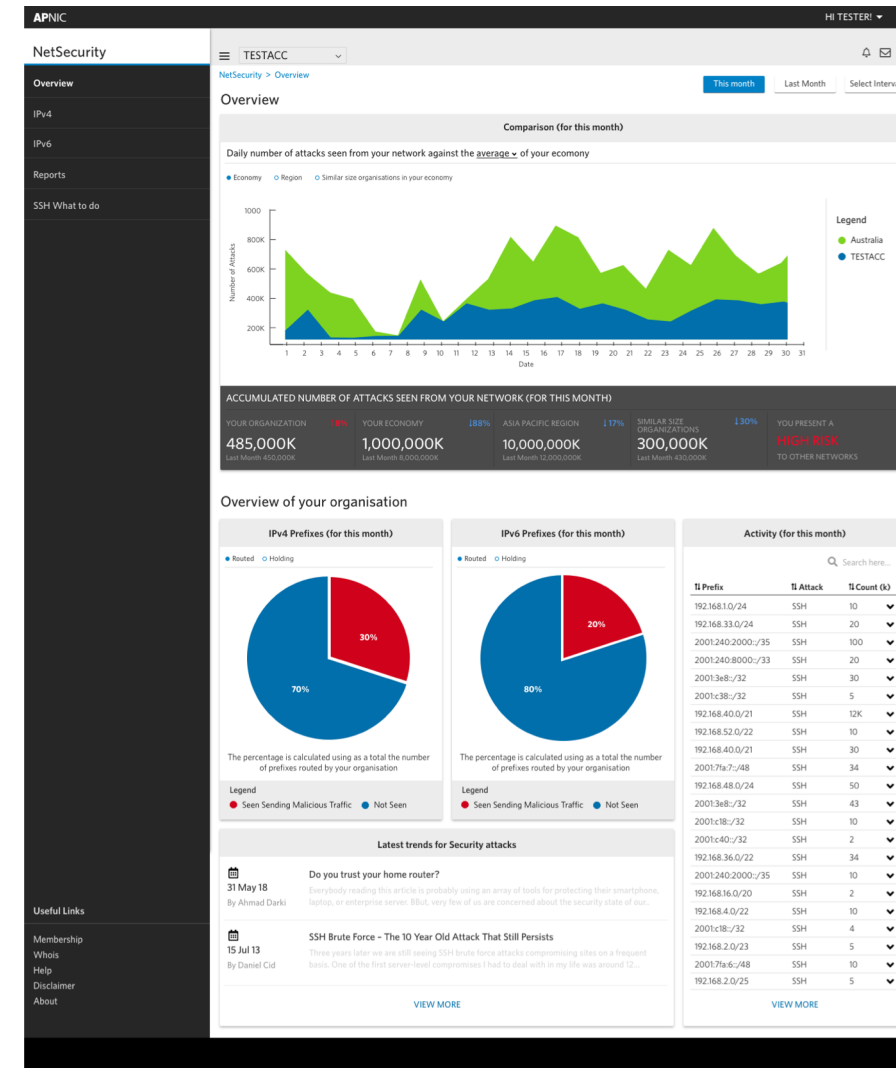 APNIC
HI TESTER!
NetSecurity
TESTACC
Overview
IPv4
IPv6
Reports
SSH What to do
NetSecurity > Overview
This month
Last Month
Select Interva
Overview
Comparison (for this month)
Daily number of attacks seen from your network against the average of your ecomony
Economy Region Similar size organisations in your economy
1000
800K
600K
400K
200K
Number of Attacks
1 2 3 4 5 6 7 8 9 10 11 12 13 14 15 16 17 18 19 20 21 22 23 24 25 26 27 28 29 30 31
Date
Legend
Australia
TESTACC
ACCUMULATED NUMBER OF ATTACKS SEEN FROM YOUR NETWORK (FOR THIS MONTH)
YOUR ORGANIZATION
485,000K
Last Month 450,000K
YOUR ECONOMY 88%
1,000,000K
Last Month 8,000,000K
ASIA PACIFIC REGION 17%
10,000,000K
Last Month 12,000,000K
SIMILAR SIZE 30%
ORGANIZATIONS
300,000K
Last Month 430,000K
YOU PRESENT A
HIGH RISK
TO OTHER NETWORKS
Overview of your organisation
IPv4 Prefixes (for this month)
Routed Holding
30%
70%
The percentage is calculated using as a total the number
of prefixes routed by your organisation
Legend
Seen Sending Malicious Traffic Not Seen
IPv6 Prefixes (for this month)
Routed Holding
20%
80%
The percentage is calculated using as a total the number
of prefixes routed by your organisation
Legend
Seen Sending Malicious Traffic Not Seen
Activity (for this month)
Search here...
Prefix Attack Count (k)
192.168.1.0/24 SSH 10
192.168.33.0/24 SSH 20
2001:240:2000::/35 SSH 100
2001:240:8000::/33 SSH 20
2001:3e8::/32 SSH 30
2001:c38::/32 SSH 5
192.168.40.0/21 SSH 12K
192.168.52.0/22 SSH 10
192.168.40.0/21 SSH 30
2001:7fa:7::/48 SSH 34
192.168.48.0/24 SSH 50
2001:3e8::/32 SSH 43
2001:c18::/32 SSH 10
2001:c40::/32 SSH 2
192.168.36.0/22 SSH 34
2001:240:2000::/35 SSH 10
192.168.16.0/20 SSH 2
192.168.4.0/22 SSH 10
2001:c18::/32 SSH 4
192.168.2.0/23 SSH 5
2001:7fa:6::/48 SSH 10
192.168.2.0/25 SSH 5
VIEW MORE
Latest trends for Security attacks
31 May 18
By Ahmad Darki
Do you trust your home router?
Everybody reading this article is probably using an array of tools for protecting their smartphone,
laptop, or enterprise server. BBut, very few of us are concerned about the security state of our..
15 Jul 13
By Daniel Cid
SSH Brute Force – The 10 Year Old Attack That Still Persists
Three years later we are still seeing SSH brute force attacks compromising sites on a frequent
basis. One of the first server-level compromises I had to deal with in my life was around 12...
VIEW MORE
Useful Links
Membership
Whois
Help
Disclaimer
About